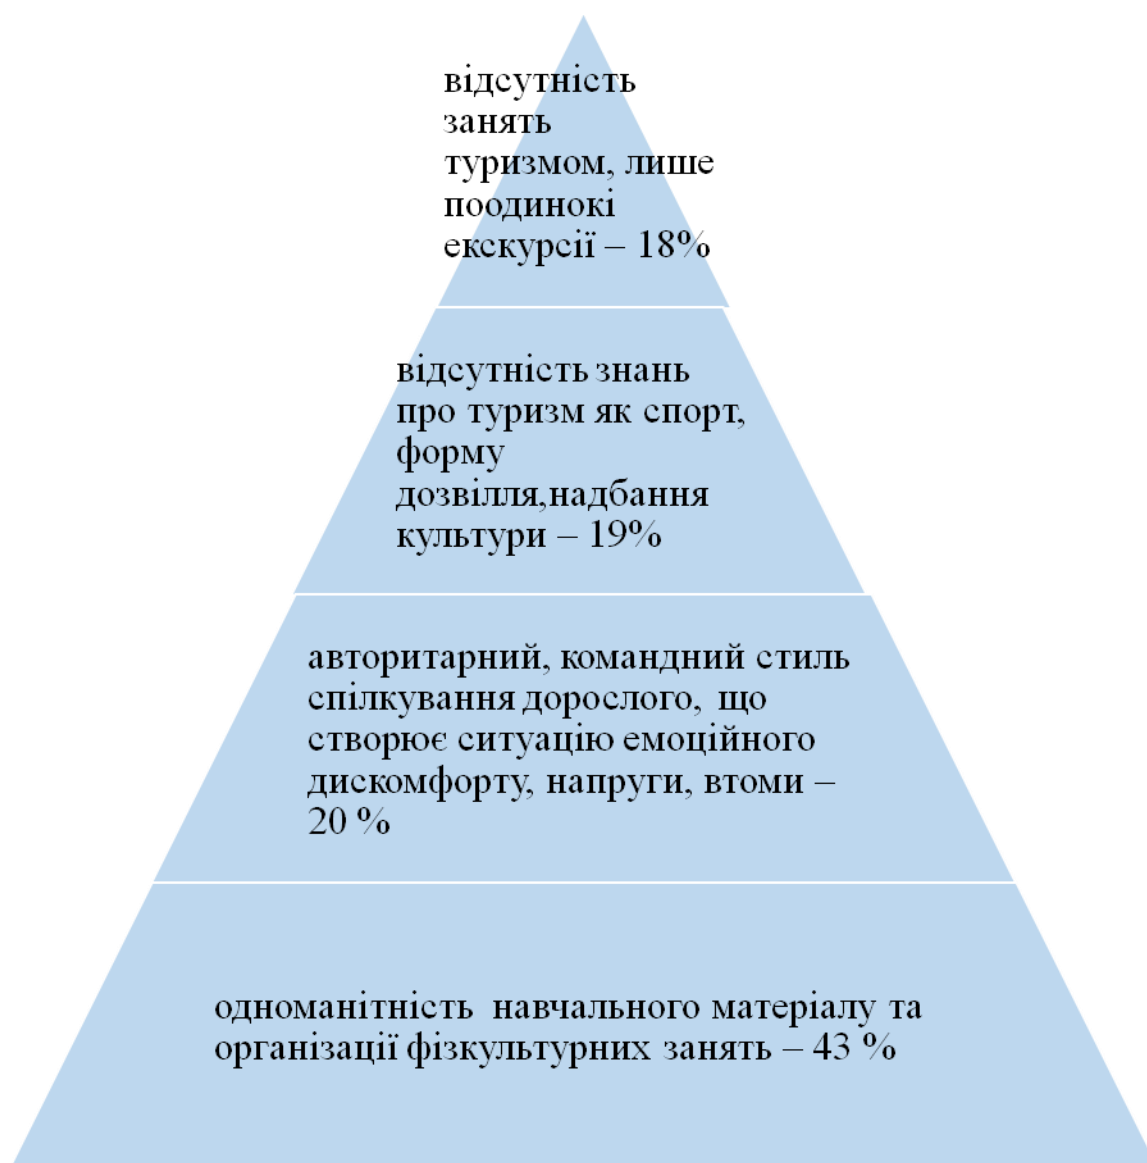 відсутність
занять
туризмом, лише
поодинокі
екскурсії – 18%
відсутність знань
про туризм як спорт,
форму
дозвілля,надбання
культури – 19%
авторитарний, командний стиль
спілкування дорослого, що
створює ситуацію емоційного
дискомфорту, напруги, втоми –
20 %
одноманітність навчального матеріалу та
організації фізкультурних занять – 43 %